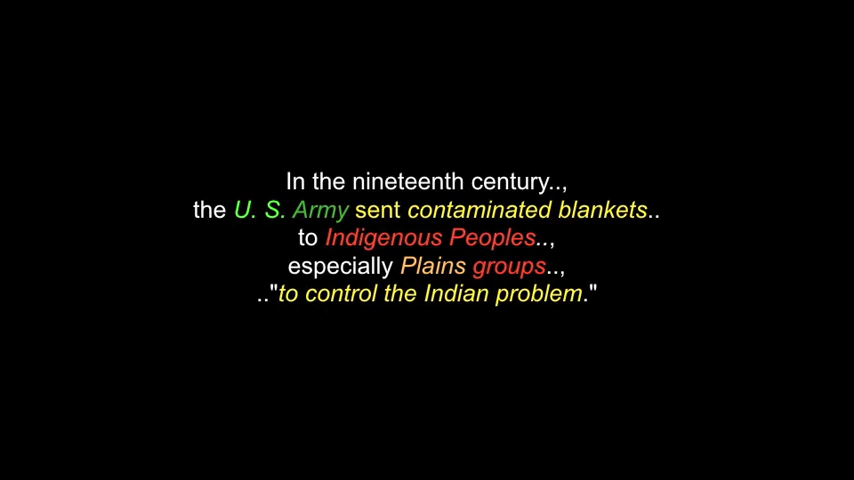 In the nineteenth century..,
the U. S. Army sent contaminated blankets..
to Indigenous Peoples..,
especially Plains groups..,
.."to control the Indian problem."